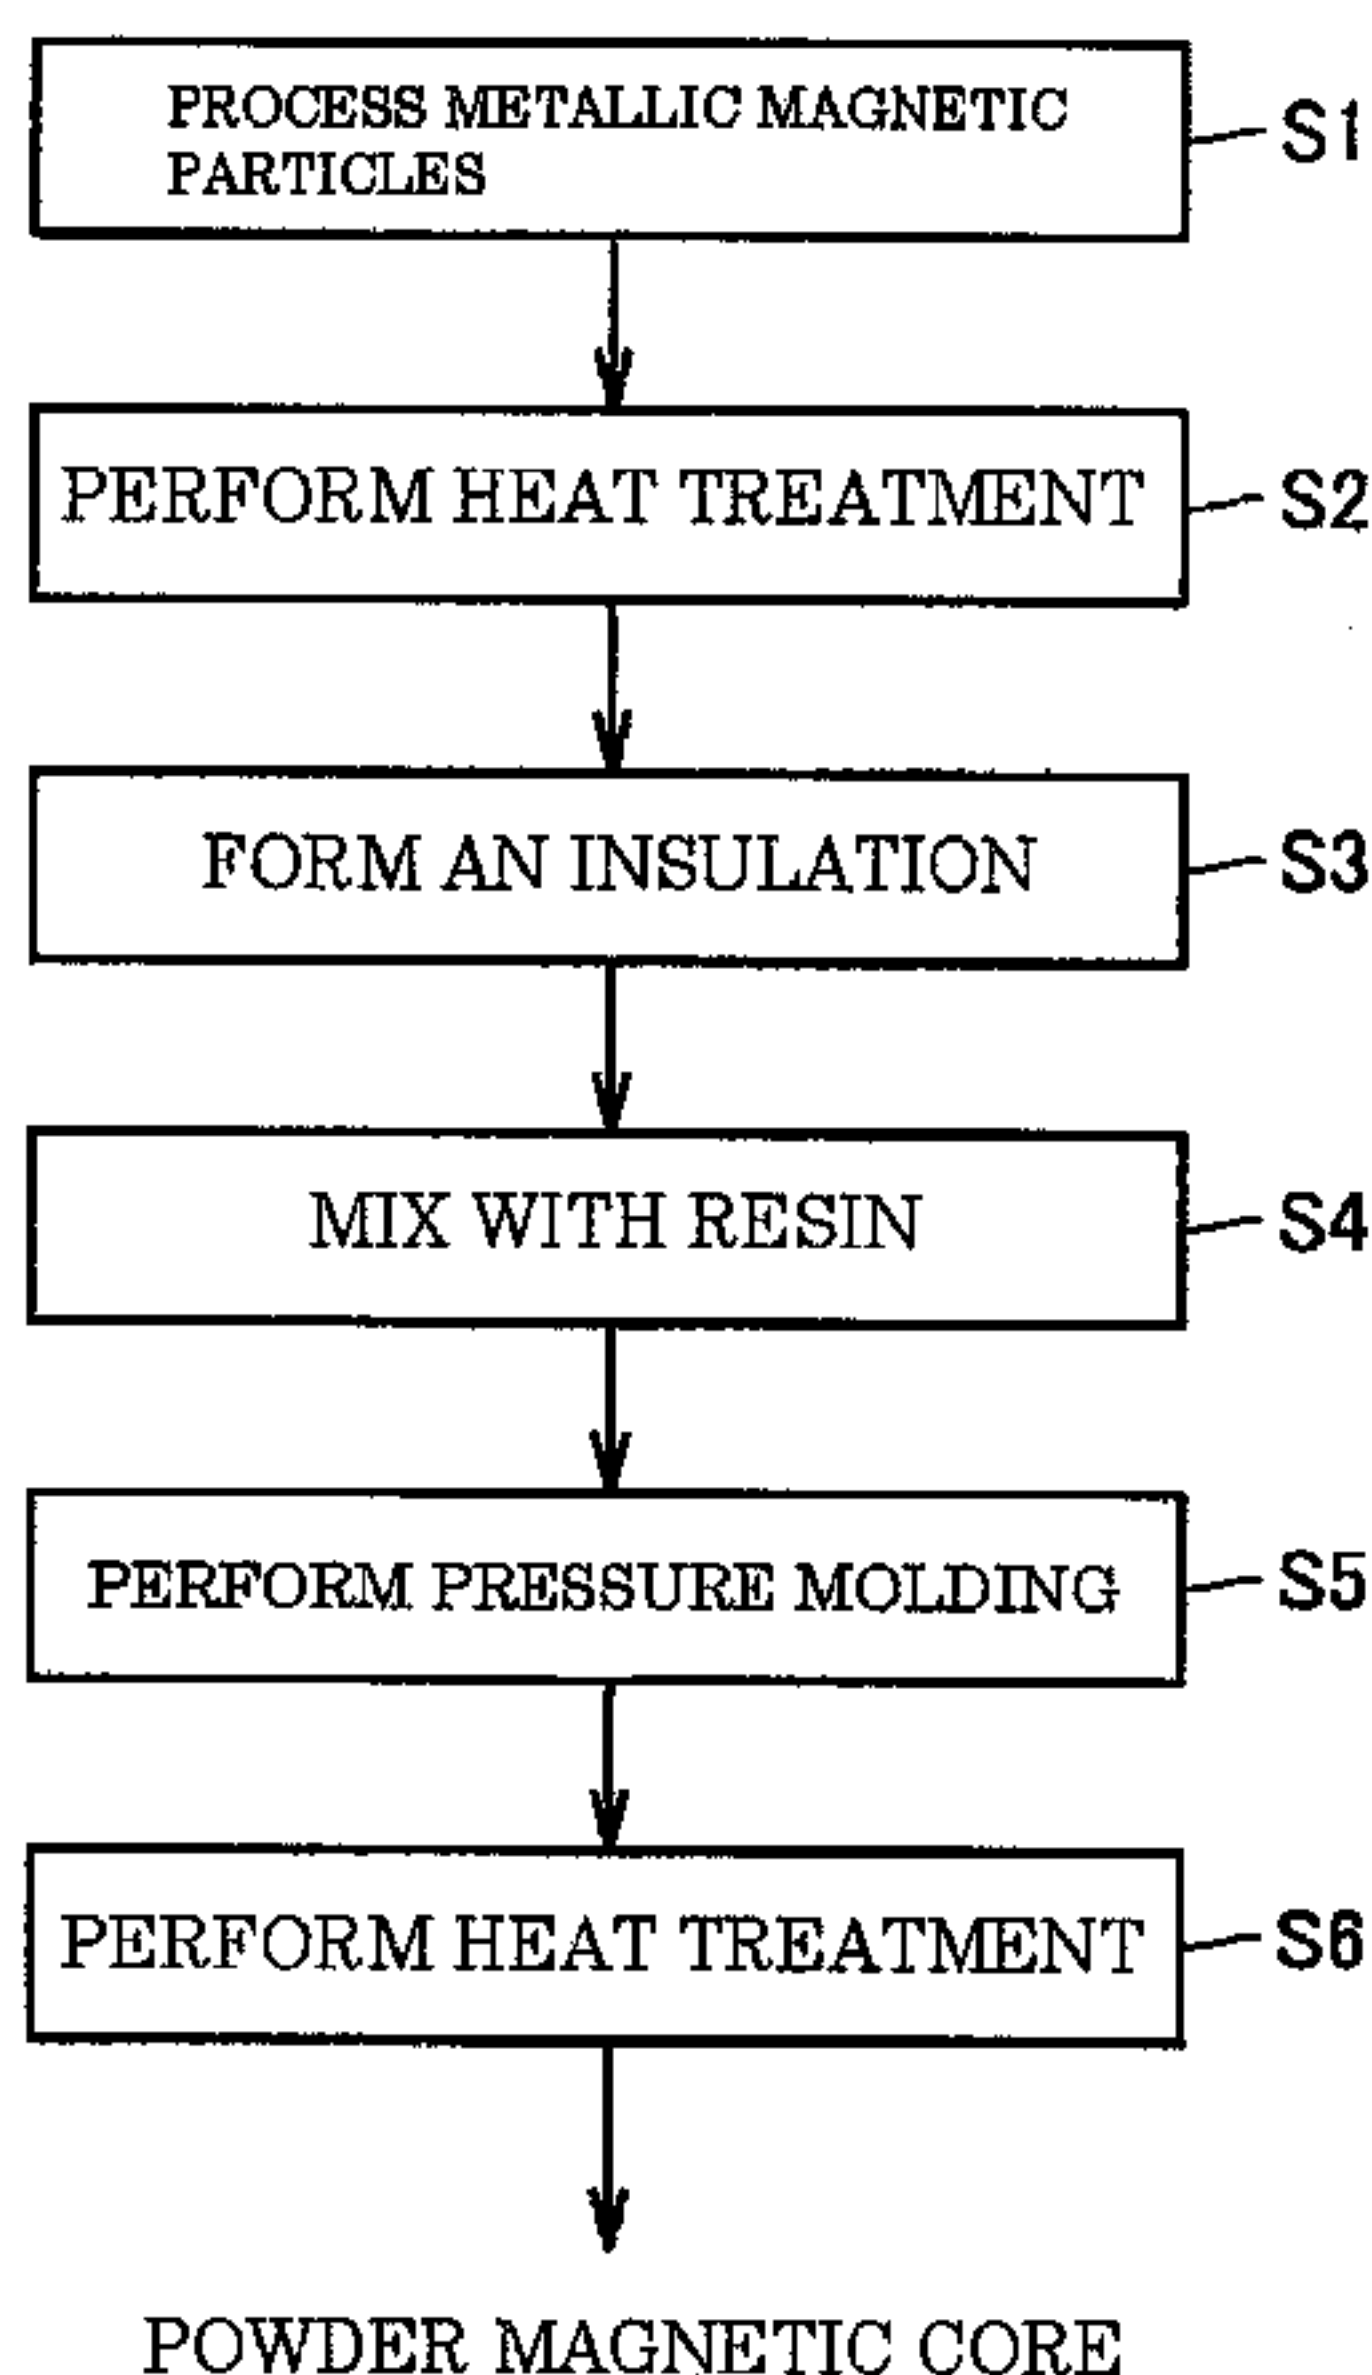 PROCESS METALLIC MAGNETIC
PARTICLES
S1
PERFORM HEAT TREATMENT
S2
FORM AN INSULATION
S3
MIX WITH RESIN
S4
PERFORM PRESSURE MOLDING
S5
PERFORM HEAT TREATMENT
S6
POWDER MAGNETIC CORE